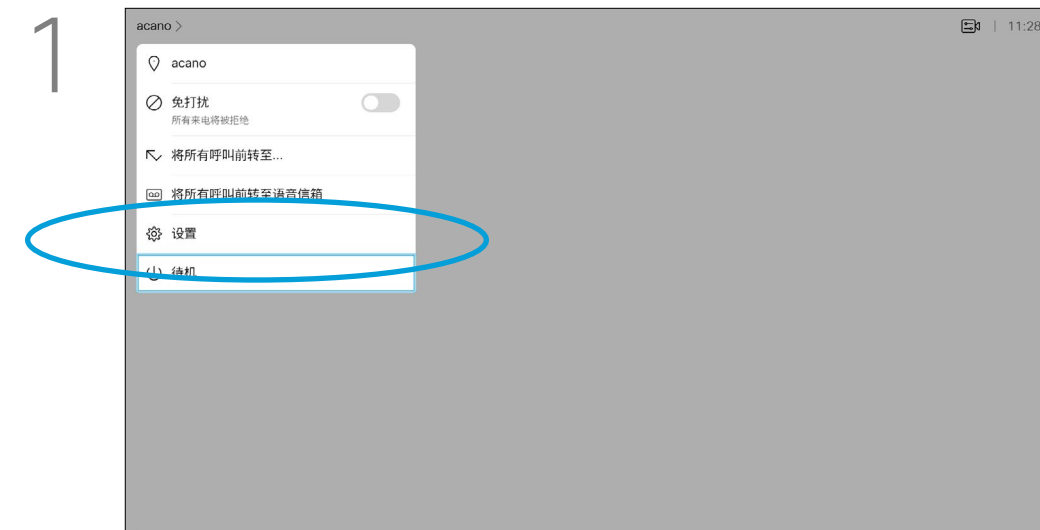 1
acano >
11:28
acano
免打扰
所有来电将被拒绝
将所有呼叫前转至...
将所有呼叫前转至语音信箱
设置
待机